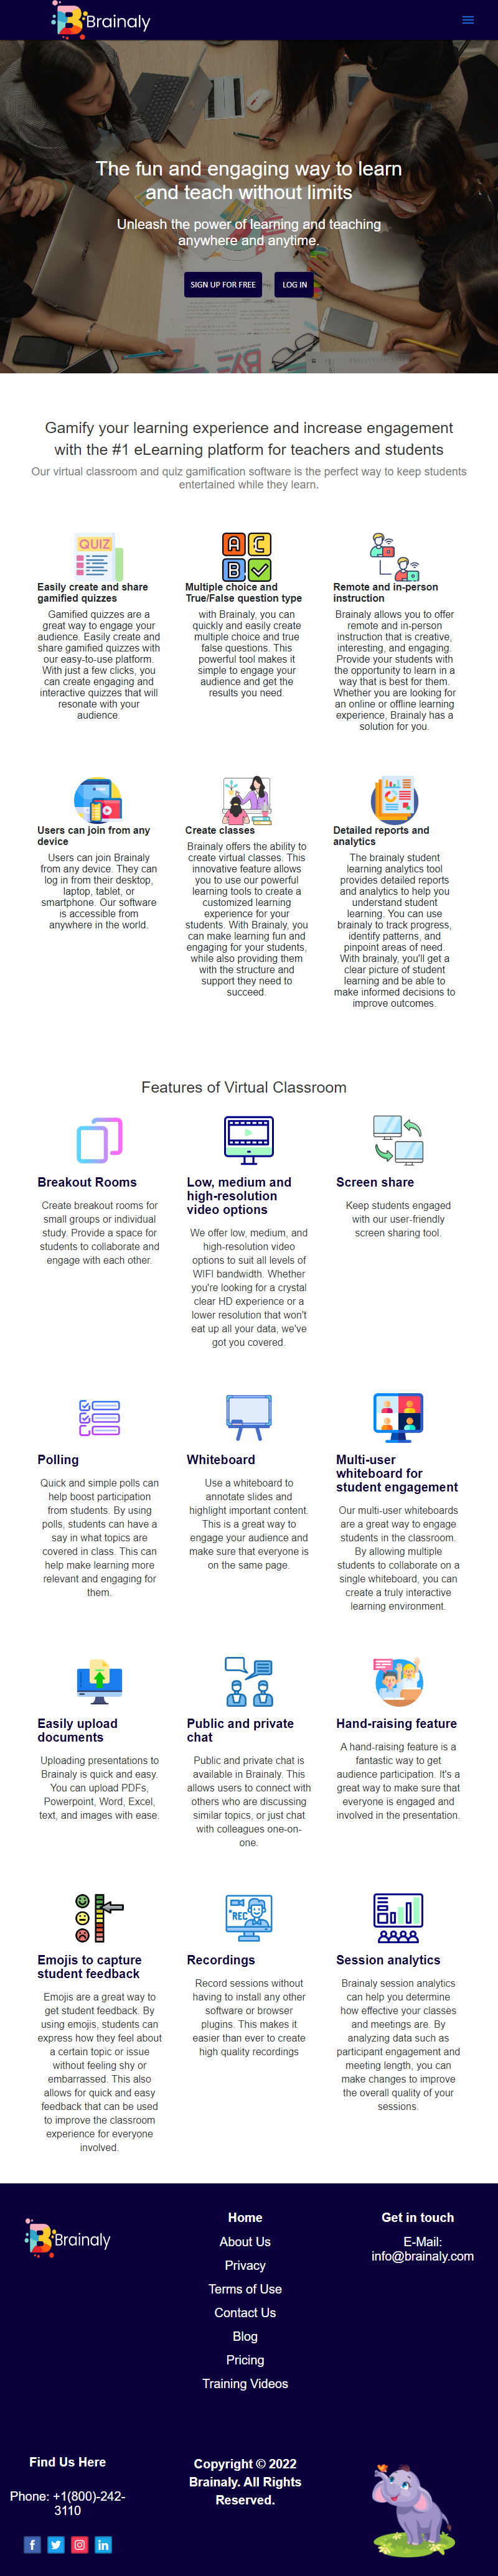 Brainaly
The fun and engaging way to learn
and teach without limits
Unleash the power of learning and teaching
anywhere and anytime.
SIGN UP FOR FREE
LOG IN
Gamify your learning experience and increase engagement
with the #1 eLearning platform for teachers and students
Our virtual classroom and quiz gamification software is the perfect way to keep students
entertained while they learn.
QUIZ
Easily create and share
gamified quizzes
Gamified quizzes are a
great way to engage your
audience. Easily create and
share gamified quizzes with
our easy-to-use platform.
With just a few clicks, you
can create engaging and
interactive quizzes that will
resonate with your
audience.
A C
B
Multiple choice and
True/False question type
with Brainaly, you can
quickly and easily create
multiple choice and true
false questions. This
powerful tool makes it
simple to engage your
audience and get the
results you need.
Remote and in-person
instruction
Brainaly allows you to offer
remote and in-person
instruction that is creative,
interesting, and engaging.
Provide your students with
the opportunity to learn in a
way that is best for them.
Whether you are looking for
an online or offline learning
experience, Brainaly has a
solution for you.
Users can join from any
device
Users can join Brainaly
from any device. They can
log in from their desktop,
laptop, tablet, or
smartphone. Our software
is accessible from
anywhere in the world.
Create classes
Brainaly offers the ability to
create virtual classes. This
innovative feature allows
you to use our powerful
learning tools to create a
customized learning
experience for your
students. With Brainaly, you
can make learning fun and
engaging for your students,
while also providing them
with the structure and
support they need to
succeed.
Detailed reports and
analytics
The brainaly student
learning analytics tool
provides detailed reports
and analytics to help you
understand student
learning. You can use
brainaly to track progress,
identify patterns, and
pinpoint areas of need.
With brainaly, you'll get a
clear picture of student
learning and be able to
make informed decisions to
improve outcomes.
Features of Virtual Classroom
Breakout Rooms
Create breakout rooms for
small groups or individual
study. Provide a space for
students to collaborate and
engage with each other.
Low, medium and
high-resolution
video options
We offer low, medium, and
high-resolution video
options to suit all levels of
WIFI bandwidth. Whether
you're looking for a crystal
clear HD experience or a
lower resolution that won't
eat up all your data, we've
got you covered.
Screen share
Keep students engaged
with our user-friendly
screen sharing tool.
Polling
Quick and simple polls can
help boost participation
from students. By using
polls, students can have a
say in what topics are
covered in class. This can
help make learning more
relevant and engaging for
them.
Whiteboard
Use a whiteboard to
annotate slides and
highlight important content.
This is a great way to
engage your audience and
make sure that everyone is
on the same page.
Multi-user
whiteboard for
student engagement
Our multi-user whiteboards
are a great way to engage
students in the classroom.
By allowing multiple
students to collaborate on a
single whiteboard, you can
create a truly interactive
learning environment.
Easily upload
documents
Uploading presentations to
Brainaly is quick and easy.
You can upload PDFs,
Powerpoint, Word, Excel,
text, and images with ease.
Public and private
chat
Public and private chat is
available in Brainaly. This
allows users to connect with
others who are discussing
similar topics, or just chat
with colleagues one-on-
one.
Hand-raising feature
A hand-raising feature is a
fantastic way to get
audience participation. It's a
great way to make sure that
everyone is engaged and
involved in the presentation.
Emojis to capture
student feedback
Emojis are a great way to
get student feedback. By
using emojis, students can
express how they feel about
a certain topic or issue
without feeling shy or
embarrassed. This also
allows for quick and easy
feedback that can be used
to improve the classroom
experience for everyone
involved.
REC
Recordings
Record sessions without
having to install any other
software or browser
plugins. This makes it
easier than ever to create
high quality recordings
Session analytics
Brainaly session analytics
can help you determine
how effective your classes
and meetings are. By
analyzing data such as
participant engagement and
meeting length, you can
make changes to improve
the overall quality of your
sessions.
Brainaly
Home
About Us
Privacy
Terms of Use
Contact Us
Blog
Pricing
Training Videos
Get in touch
E-Mail:
info@brainaly.com
Find Us Here
Phone: +1(800)-242-
3110
Copyright © 2022
Brainaly. All Rights
Reserved.